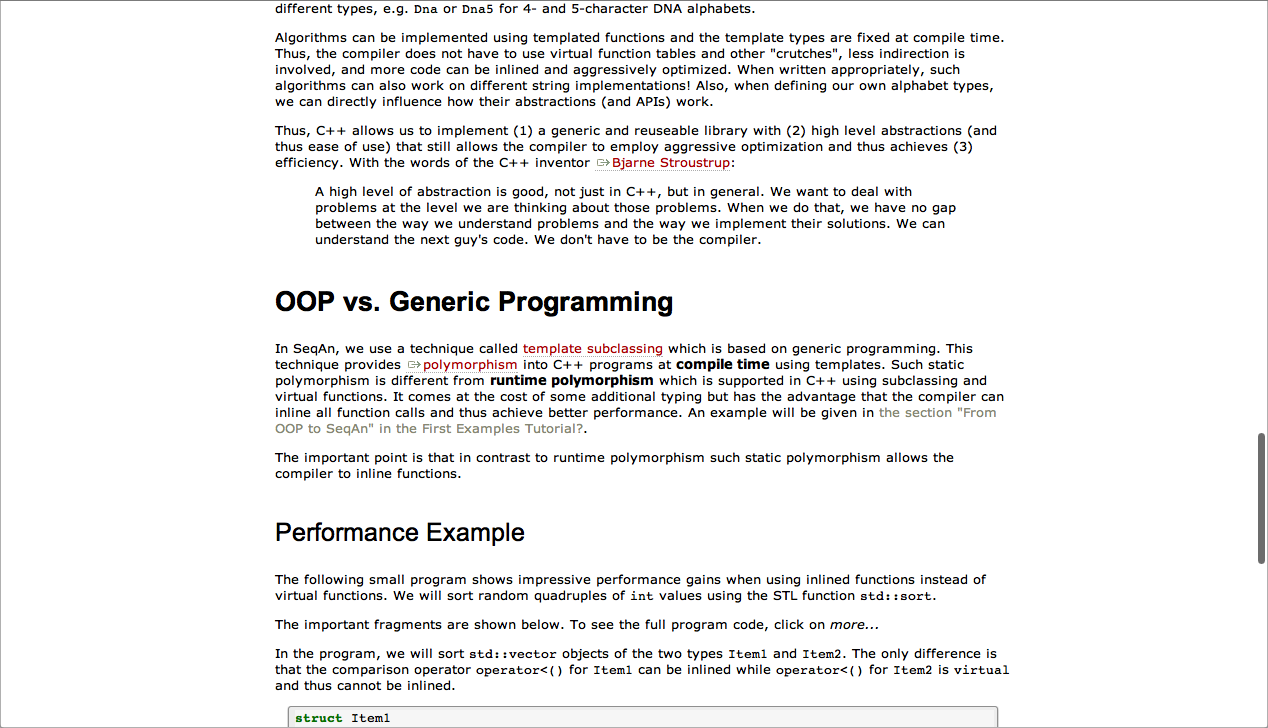 different types, e.g. Dna or Dna5 for 4- and 5-character DNA alphabets.
Algorithms can be implemented using templated functions and the template types are fixed at compile time.
Thus, the compiler does not have to use virtual function tables and other "crutches", less indirection is
involved, and more code can be inlined and aggressively optimized. When written appropriately, such
algorithms can also work on different string implementations! Also, when defining our own alphabet types,
we can directly influence how their abstractions (and APIs) work.
Thus, C++ allows us to implement (1) a generic and reuseable library with (2) high level abstractions (and
thus ease of use) that still allows the compiler to employ aggressive optimization and thus achieves (3)
efficiency. With the words of the C++ inventor Bjarne Stroustrup:
A high level of abstraction is good, not just in C++, but in general. We want to deal with
problems at the level we are thinking about those problems. When we do that, we have no gap
between the way we understand problems and the way we implement their solutions. We can
understand the next guy's code. We don't have to be the compiler.
OOP vs. Generic Programming
In SeqAn, we use a technique called template subclassing which is based on generic programming. This
technique provides polymorphism into C++ programs at compile time using templates. Such static
polymorphism is different from runtime polymorphism which is supported in C++ using subclassing and
virtual functions. It comes at the cost of some additional typing but has the advantage that the compiler can
inline all function calls and thus achieve better performance. An example will be given in the section "From
OOP to SeqAn" in the First Examples Tutorial?.
The important point is that in contrast to runtime polymorphism such static polymorphism allows the
compiler to inline functions.
Performance Example
The following small program shows impressive performance gains when using inlined functions instead of
virtual functions. We will sort random quadruples of int values using the STL function std::sort.
The important fragments are shown below. To see the full program code, click on more...
In the program, we will sort std::vector objects of the two types Item1 and Item2. The only difference is
that the comparison operator operator<() for Item1 can be inlined while operator<() for Item2 is virtual
and thus cannot be inlined.
struct Item1